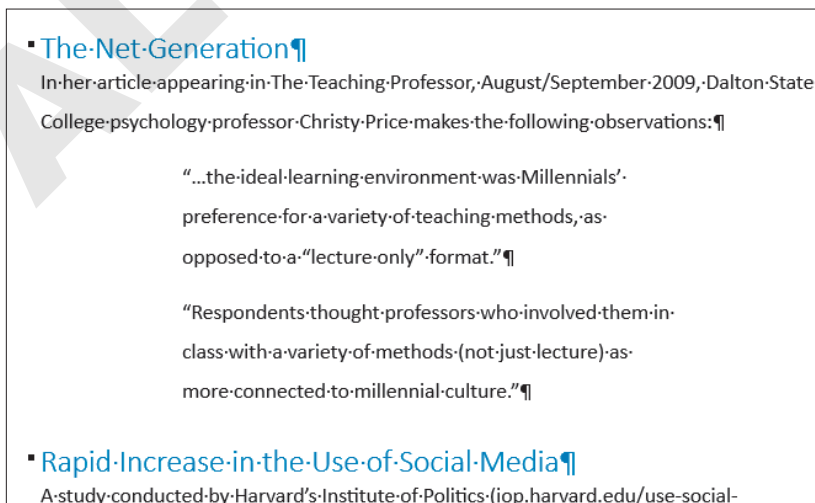 The·Net·Generation¶
In·her·article·appearing·in·The·Teaching·Professor,·August/September·2009,·Dalton·State
College·psychology·professor·Christy·Price·makes·the·following·observations:¶
“…the·ideal·learning·environment·was·Millennials’·
preference·for·a·variety·of·teaching·methods,·as·
opposed·to·a·“lecture·only”·format.”¶
“Respondents·thought·professors·who·involved·them·in·
class·with·a·variety·of·methods·(not·just·lecture)·as·
more·connected·to·millennial·culture.”¶
Rapid·Increase·in·the·Use·of·Social·Media¶
A·study·conducted·by·Harvard’s·Institute·of·Politics·(iop.harvard.edu/use-social-